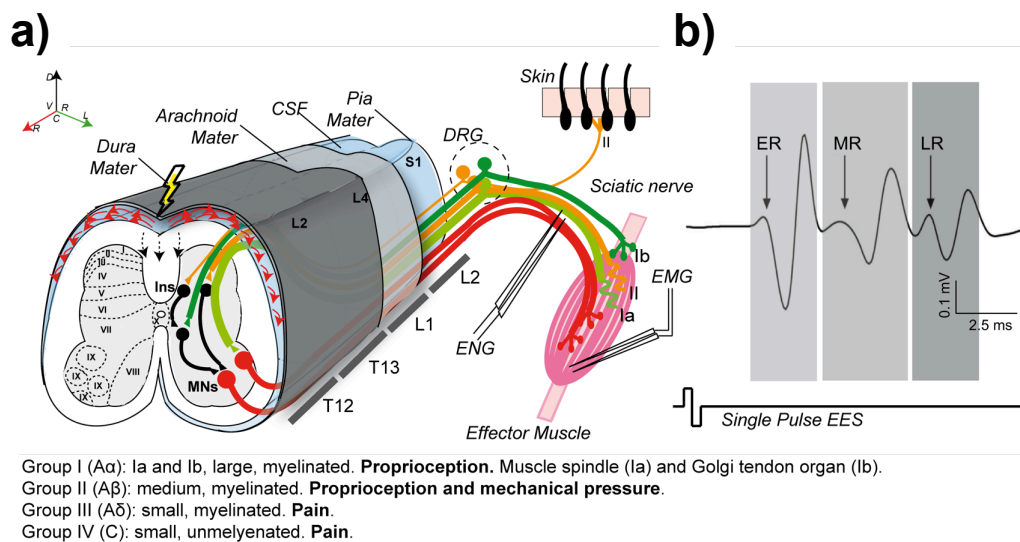 a)
b)
D
V
R
C
L
R
Dura
Mater
Arachnoid
Mater
CSF
Pia
Mater
DRG
Skin
II
S1
L4
L2
Sciatic nerve
I
II
III
IV
V
VI
VII
VIII
IX
IX
IX
IX
X
Ins
MNs
Ib
II
Ia
EMG
ENG
L2
L1
T13
T12
Effector Muscle
ER
MR
LR
0.1 mV
2.5 ms
Single Pulse EES
Group I (Aα): Ia and Ib, large, myelinated. Proprioception. Muscle spindle (Ia) and Golgi tendon organ (Ib).
Group II (Aβ): medium, myelinated. Proprioception and mechanical pressure.
Group III (Aδ): small, myelinated. Pain.
Group IV (C): small, unmelyenated. Pain.